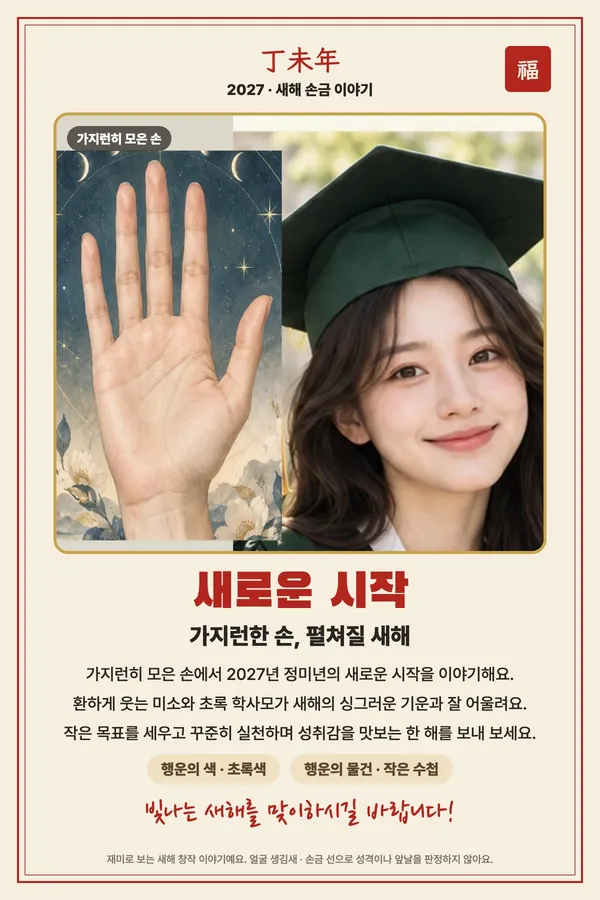 丁未年
福
2027 · 새해 손금 이야기
가지런히 모은 손
새로운 시작
가지런한 손, 펼쳐질 새해
가지런히 모은 손에서 2027년 정미년의 새로운 시작을 이야기해요.
환하게 웃는 미소와 초록 학사모가 새해의 싱그러운 기운과 잘 어울려요.
작은 목표를 세우고 꾸준히 실천하며 성취감을 맛보는 한 해를 보내 보세요.
행운의 색 · 초록색
행운의 물건 · 작은 수첩
빛나는 새해를 맞이하시길 바랍니다!
재미로 보는 새해 창작 이야기예요. 얼굴 생김새 · 손금 선으로 성격이나 앞날을 판정하지 않아요.